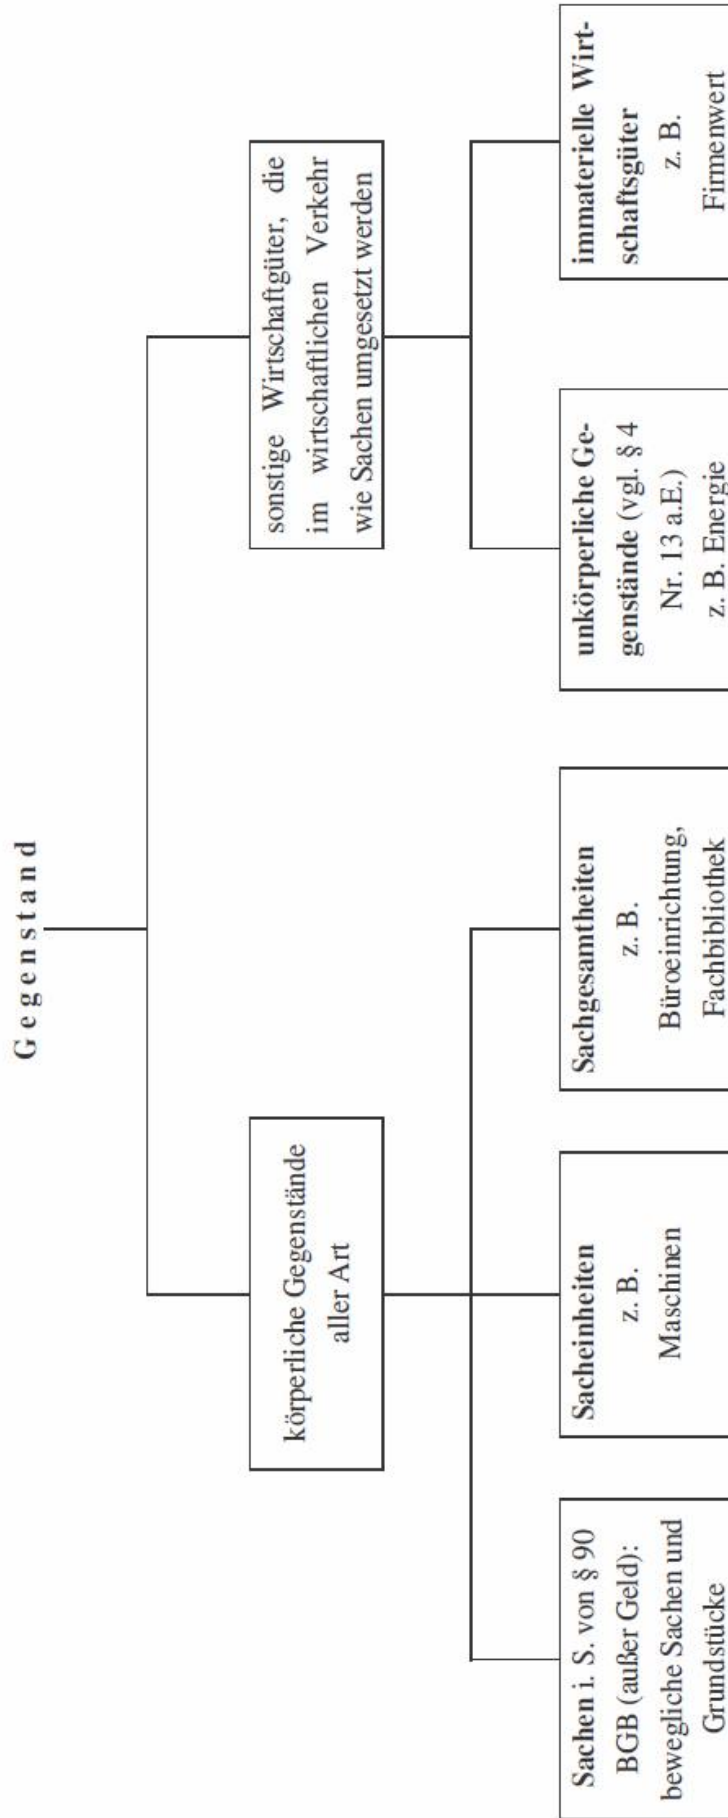 Gegenstand
körperliche Gegenstände
aller Art
sonstige Wirtschaftgüter, die
im wirtschaftlichen Verkehr
wie Sachen umgesetzt werden
Sachen i. S. von § 90
BGB (außer Geld):
bewegliche Sachen und
Grundstücke
Sacheinheiten
z. B.
Maschinen
Sachgesamtheiten
z. B.
Büroeinrichtung,
Fachbibliothek
unkörperliche Ge-
genstände (vgl. § 4
Nr. 13 a.E.)
z. B. Energie
immaterielle Wirt-
schaftsgüter
z. B.
Firmenwert